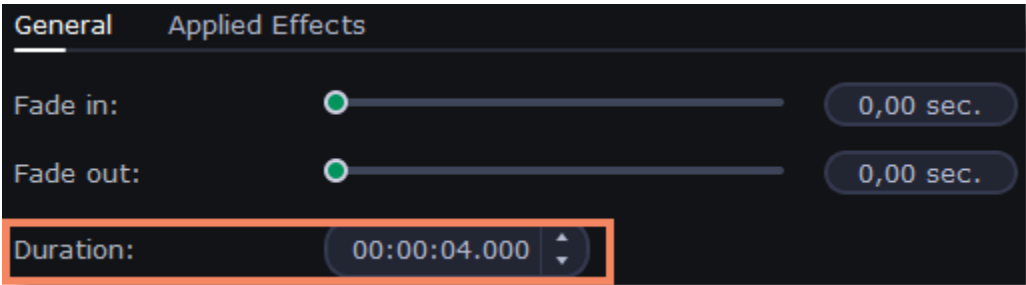 General Applied Effects
Fade in: 0,00 sec.
Fade out: 0,00 sec.
Duration: 00:00:04.000